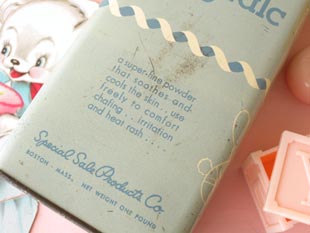 Talc
a super-fine powder
that soothes and
cools the skin... use
freely to comfort
chafing... irritation
and heat rash....
Special Sale Products Co
BOSTON - MASS. NET WEIGHT ONE POUND